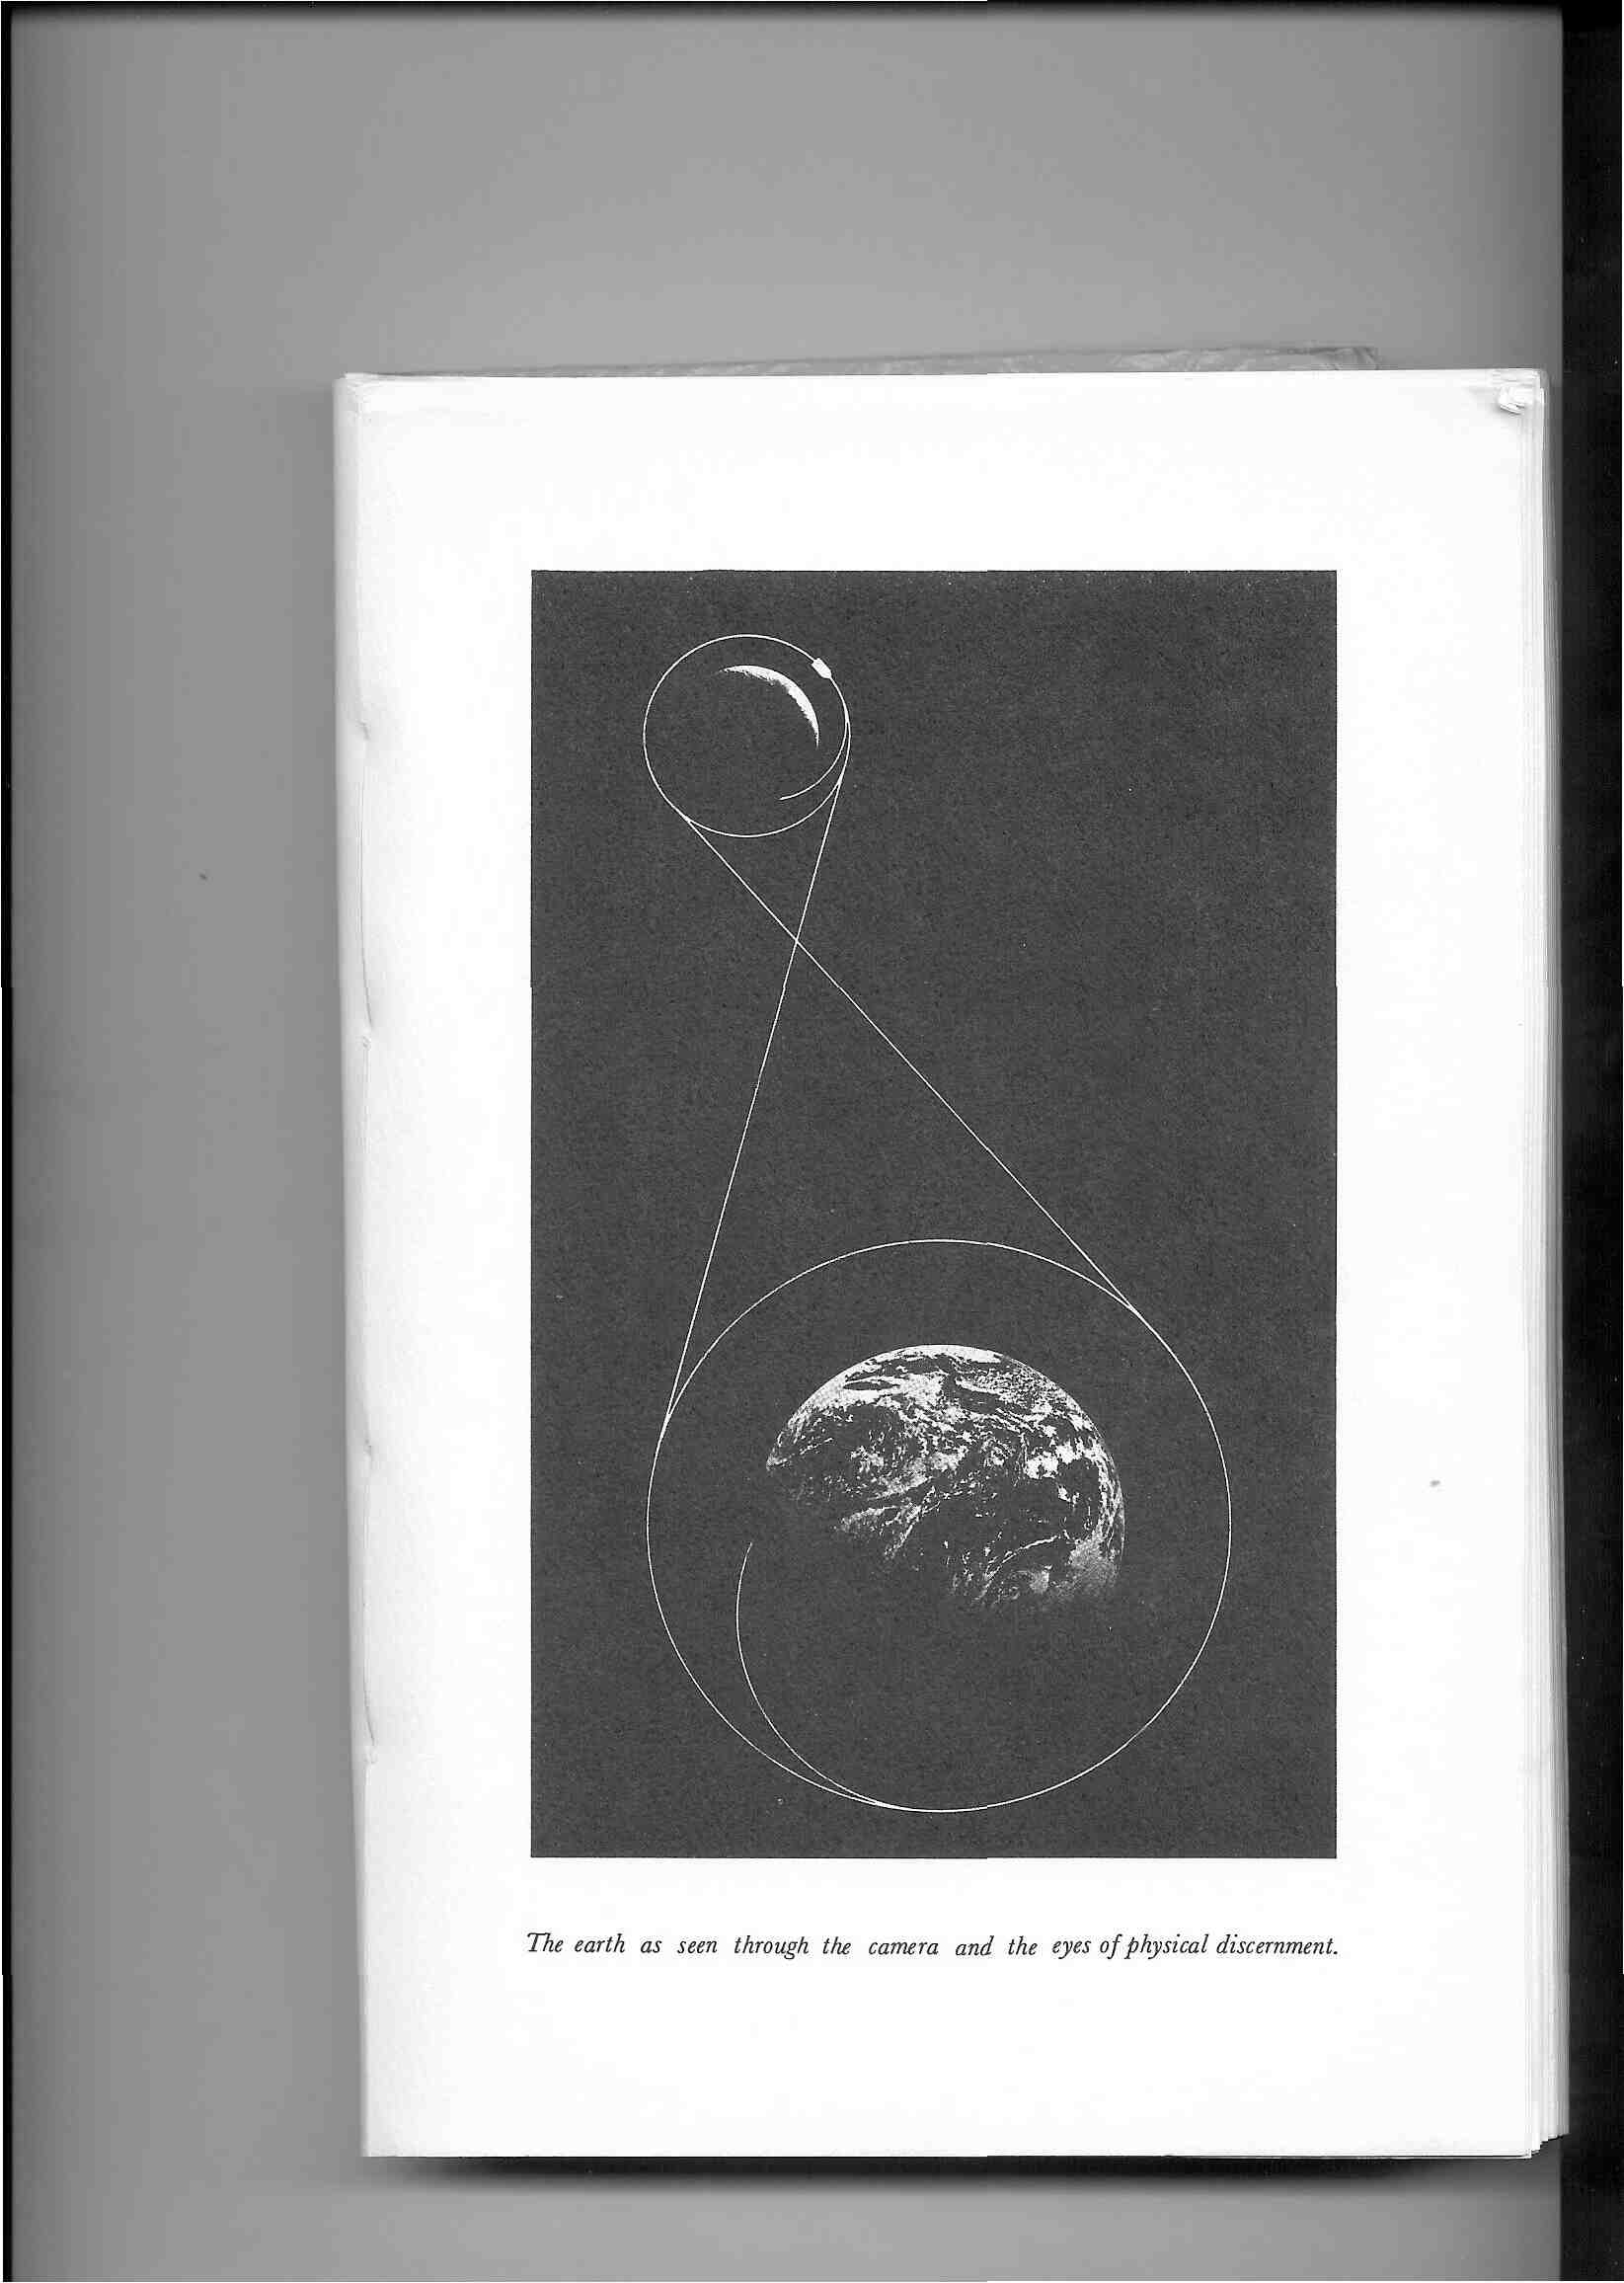 The earth as seen through the camera and the eyes of physical discernment.